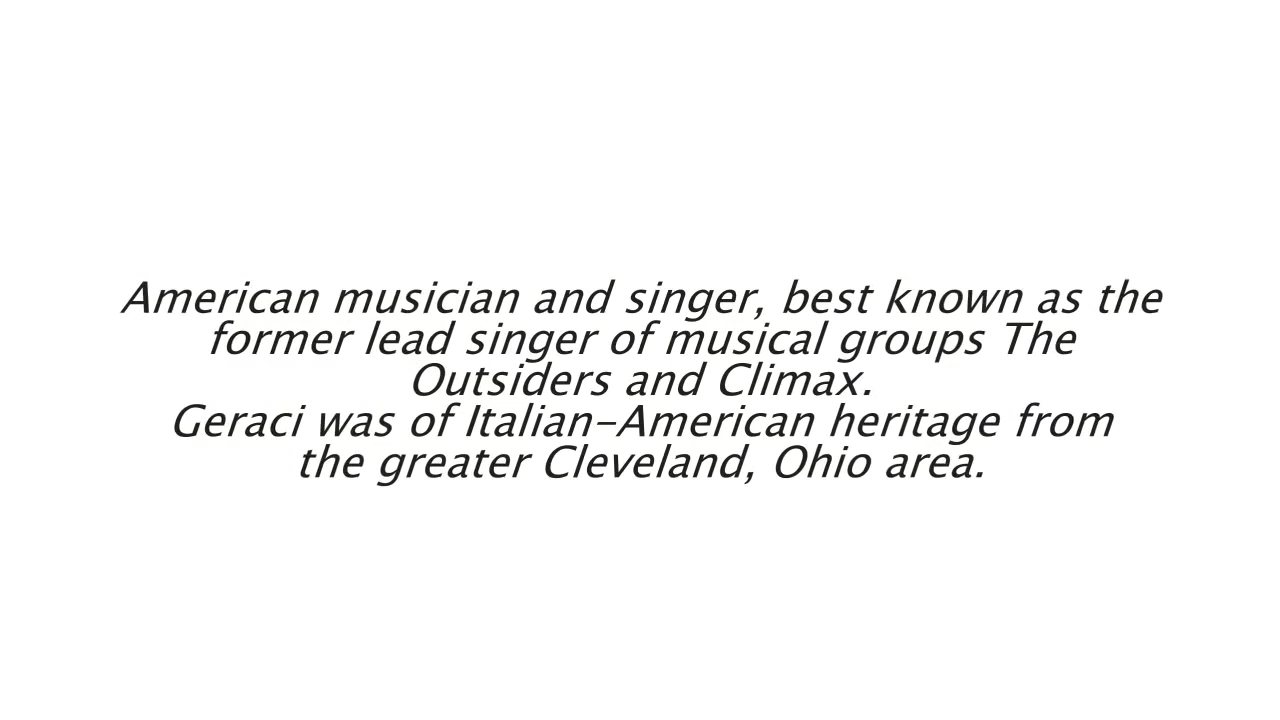 American musician and singer, best known as the
former lead singer of musical groups The
Outsiders and Climax.
Geraci was of Italian-American heritage from
the greater Cleveland, Ohio area.